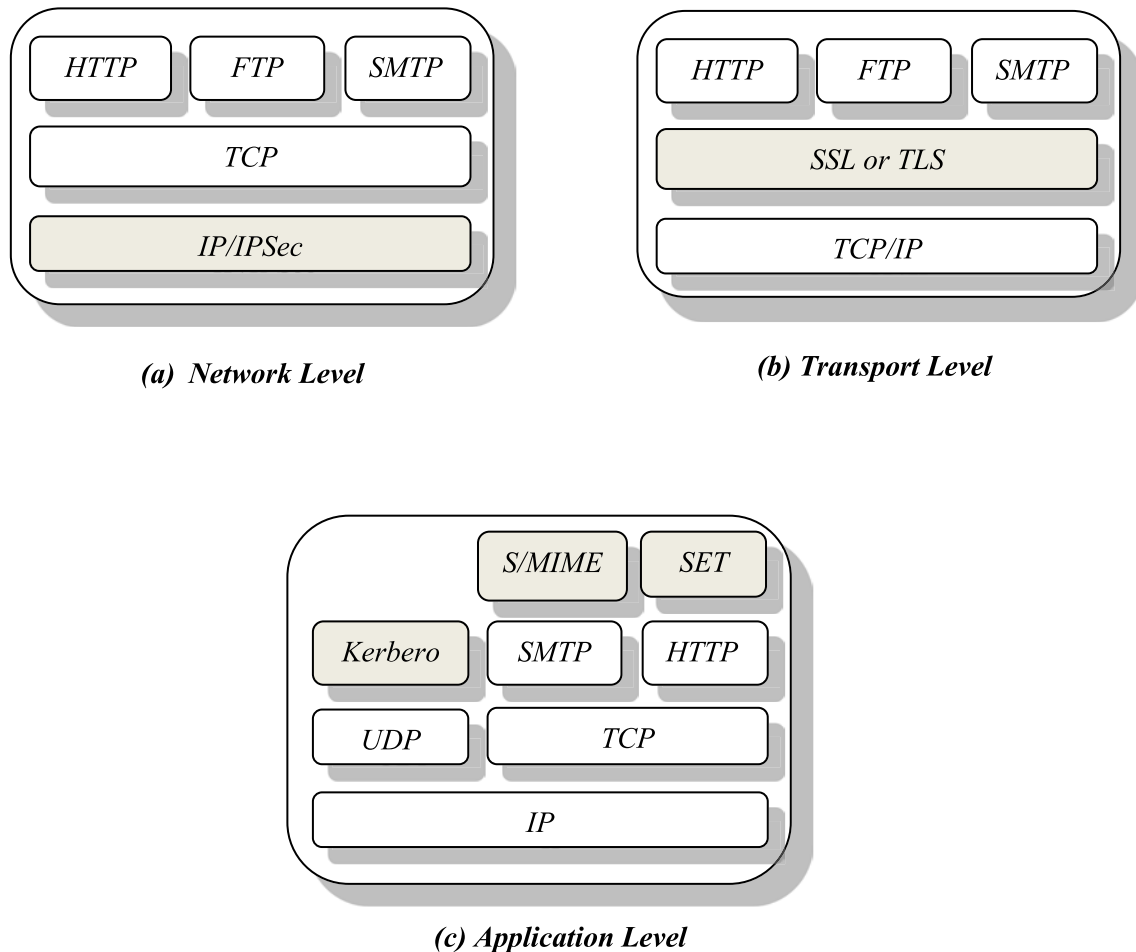 HTTP FTP SMTP
TCP
IP/IPSec
(a) Network Level
HTTP FTP SMTP
SSL or TLS
TCP/IP
(b) Transport Level
S/MIME SET
Kerbero SMTP HTTP
UDP TCP
IP
(c) Application Level